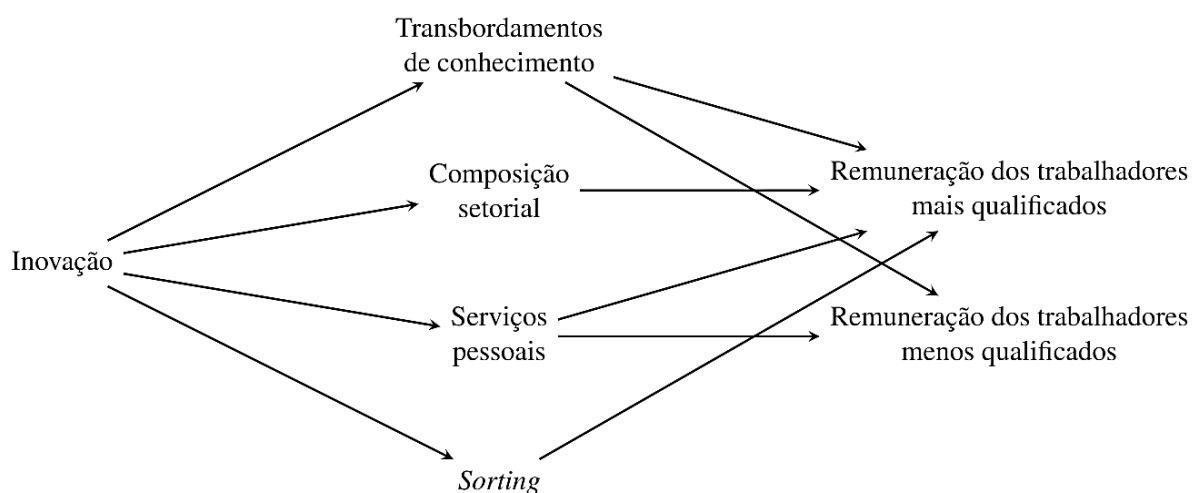 Transbordamentos
de conhecimento
Composição
setorial
Remuneração dos trabalhadores
mais qualificados
Inovação
Serviços
pessoais
Remuneração dos trabalhadores
menos qualificados
Sorting